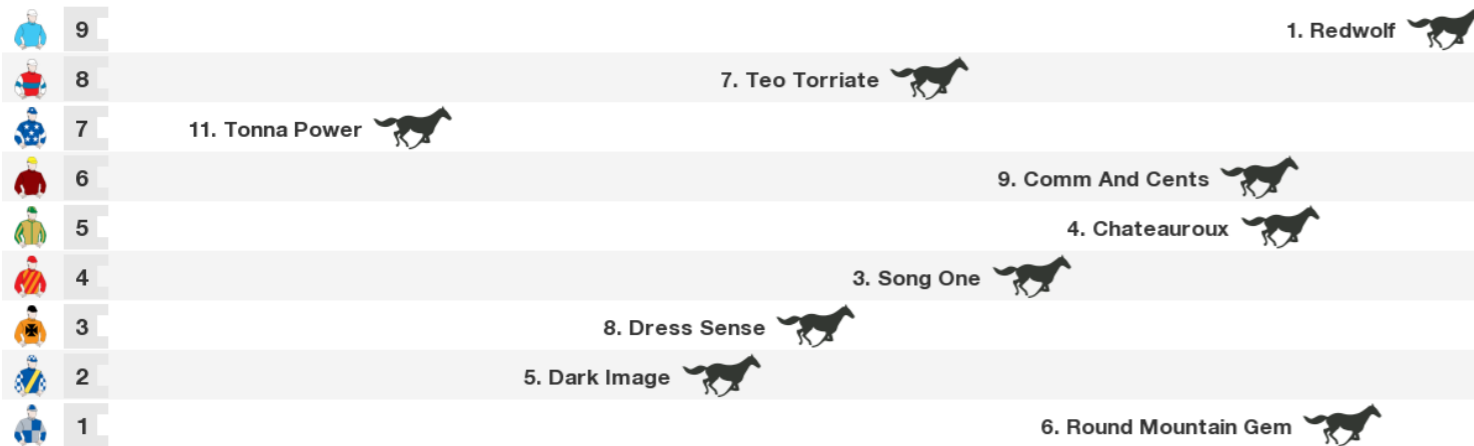 9 1. Redwolf
8 7. Teo Torriate
7 11. Tonna Power
6 9. Comm And Cents
5 4. Chateauroux
4 3. Song One
3 8. Dress Sense
2 5. Dark Image
1 6. Round Mountain Gem